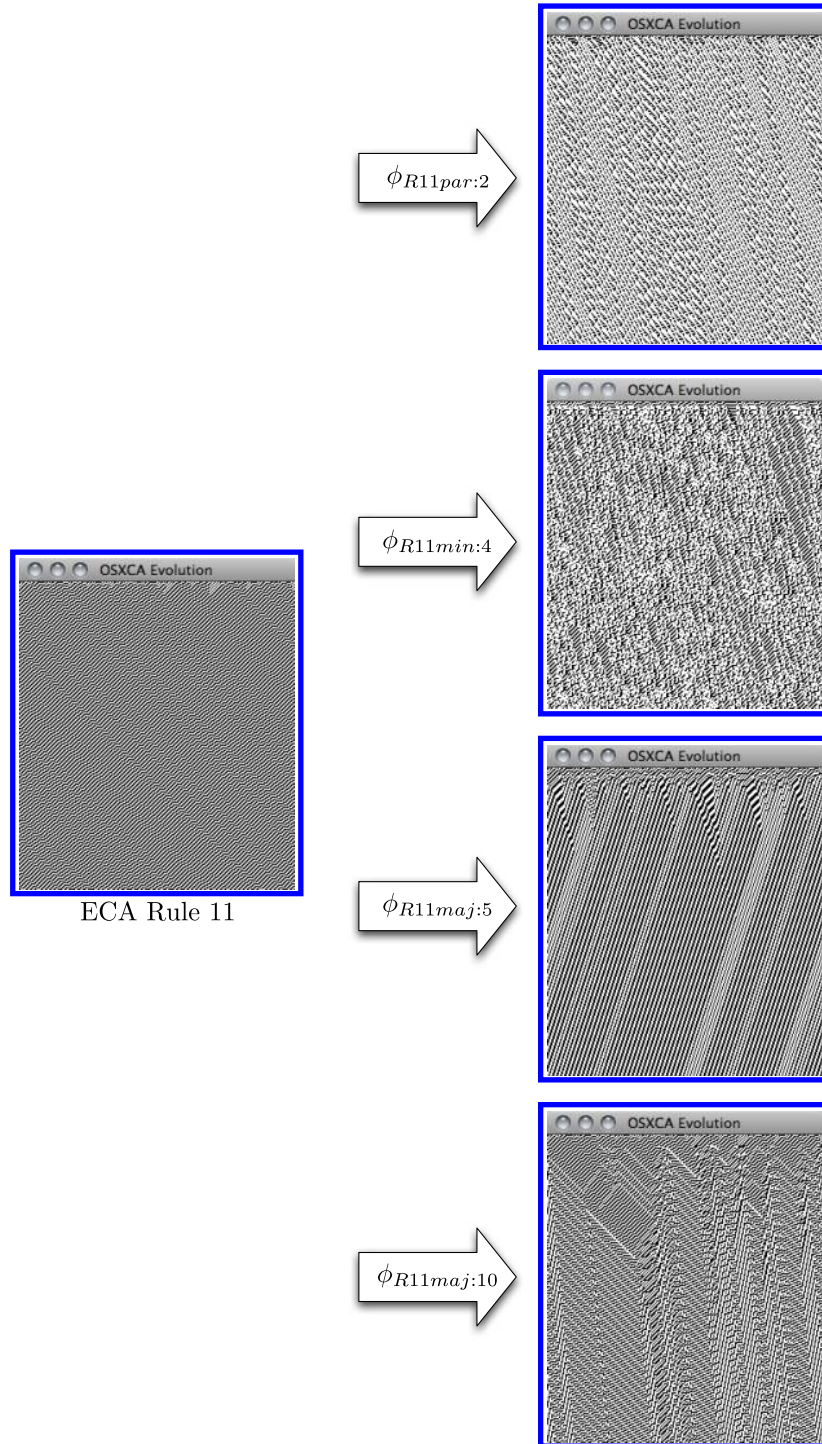 OSXCA Evolution
ϕR11par:2
OSXCA Evolution
ϕR11min:4
OSXCA Evolution
ECA Rule 11
OSXCA Evolution
ϕR11maj:5
OSXCA Evolution
ϕR11maj:10